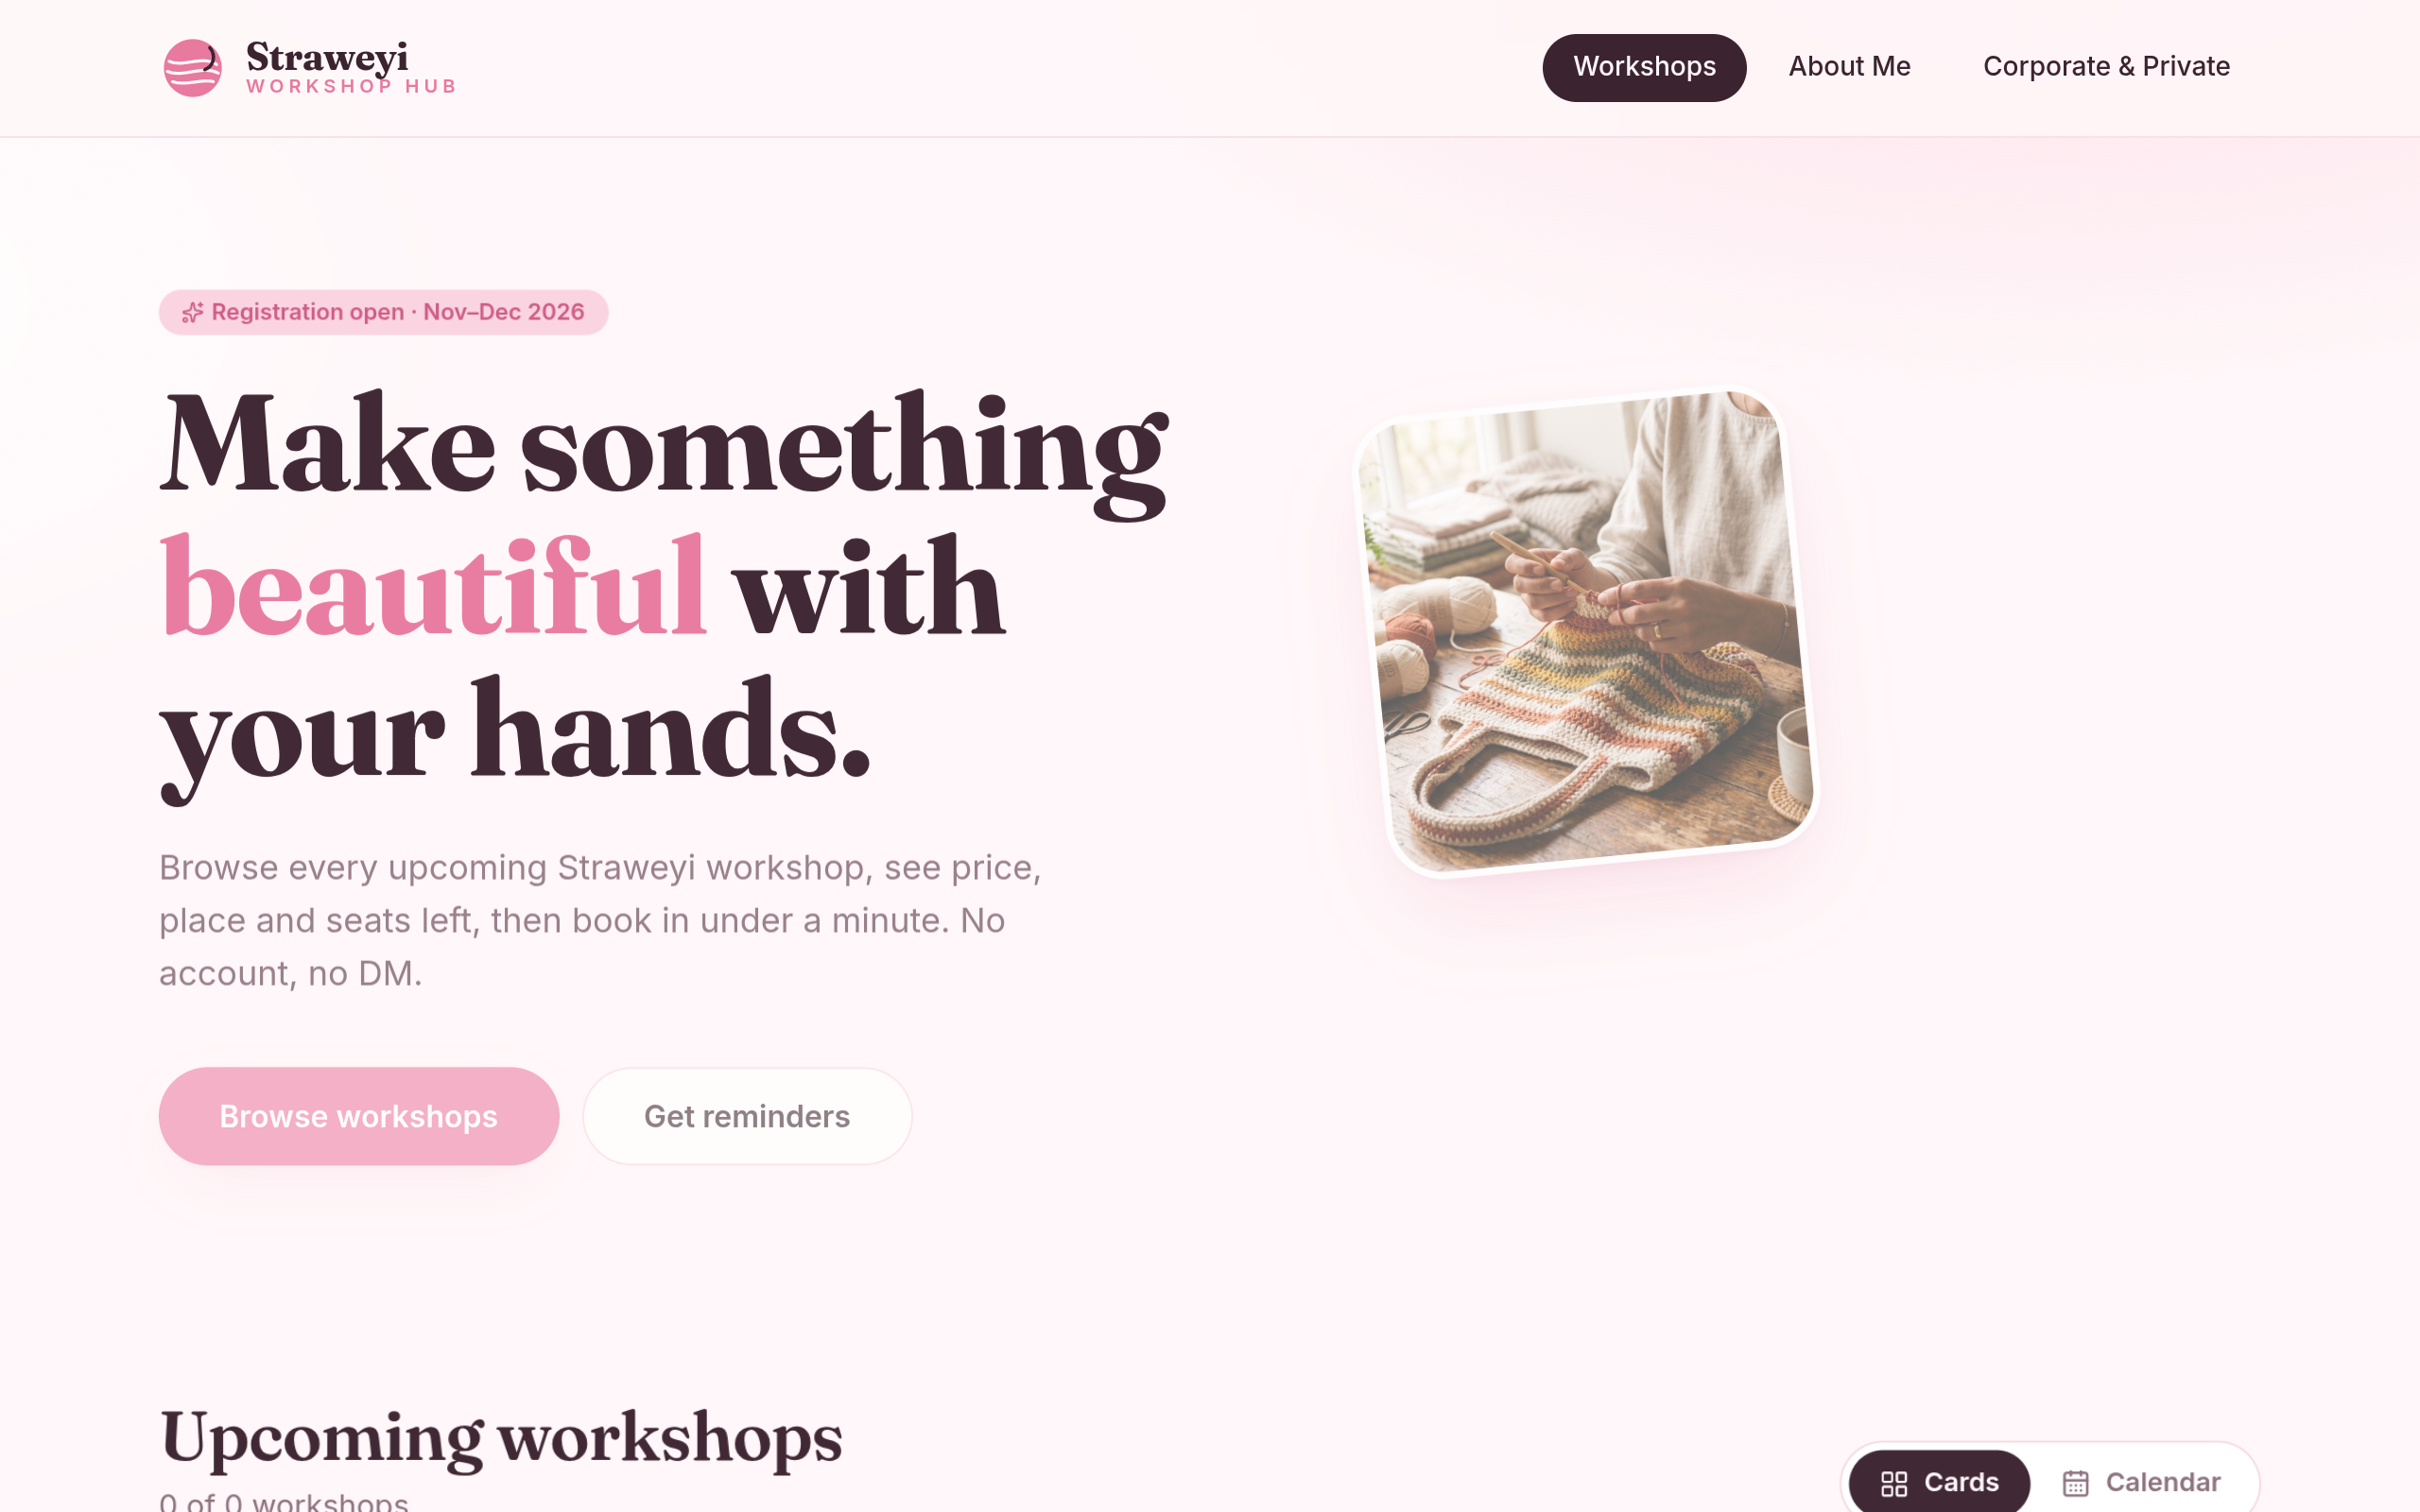 Straweyi
WORKSHOP HUB
Workshops
About Me
Corporate & Private
Registration open · Nov–Dec 2026
Make something
beautiful with
your hands.
Browse every upcoming Straweyi workshop, see price,
place and seats left, then book in under a minute. No
account, no DM.
Browse workshops
Get reminders
Upcoming workshops
0 of 0 workshops
Cards
Calendar